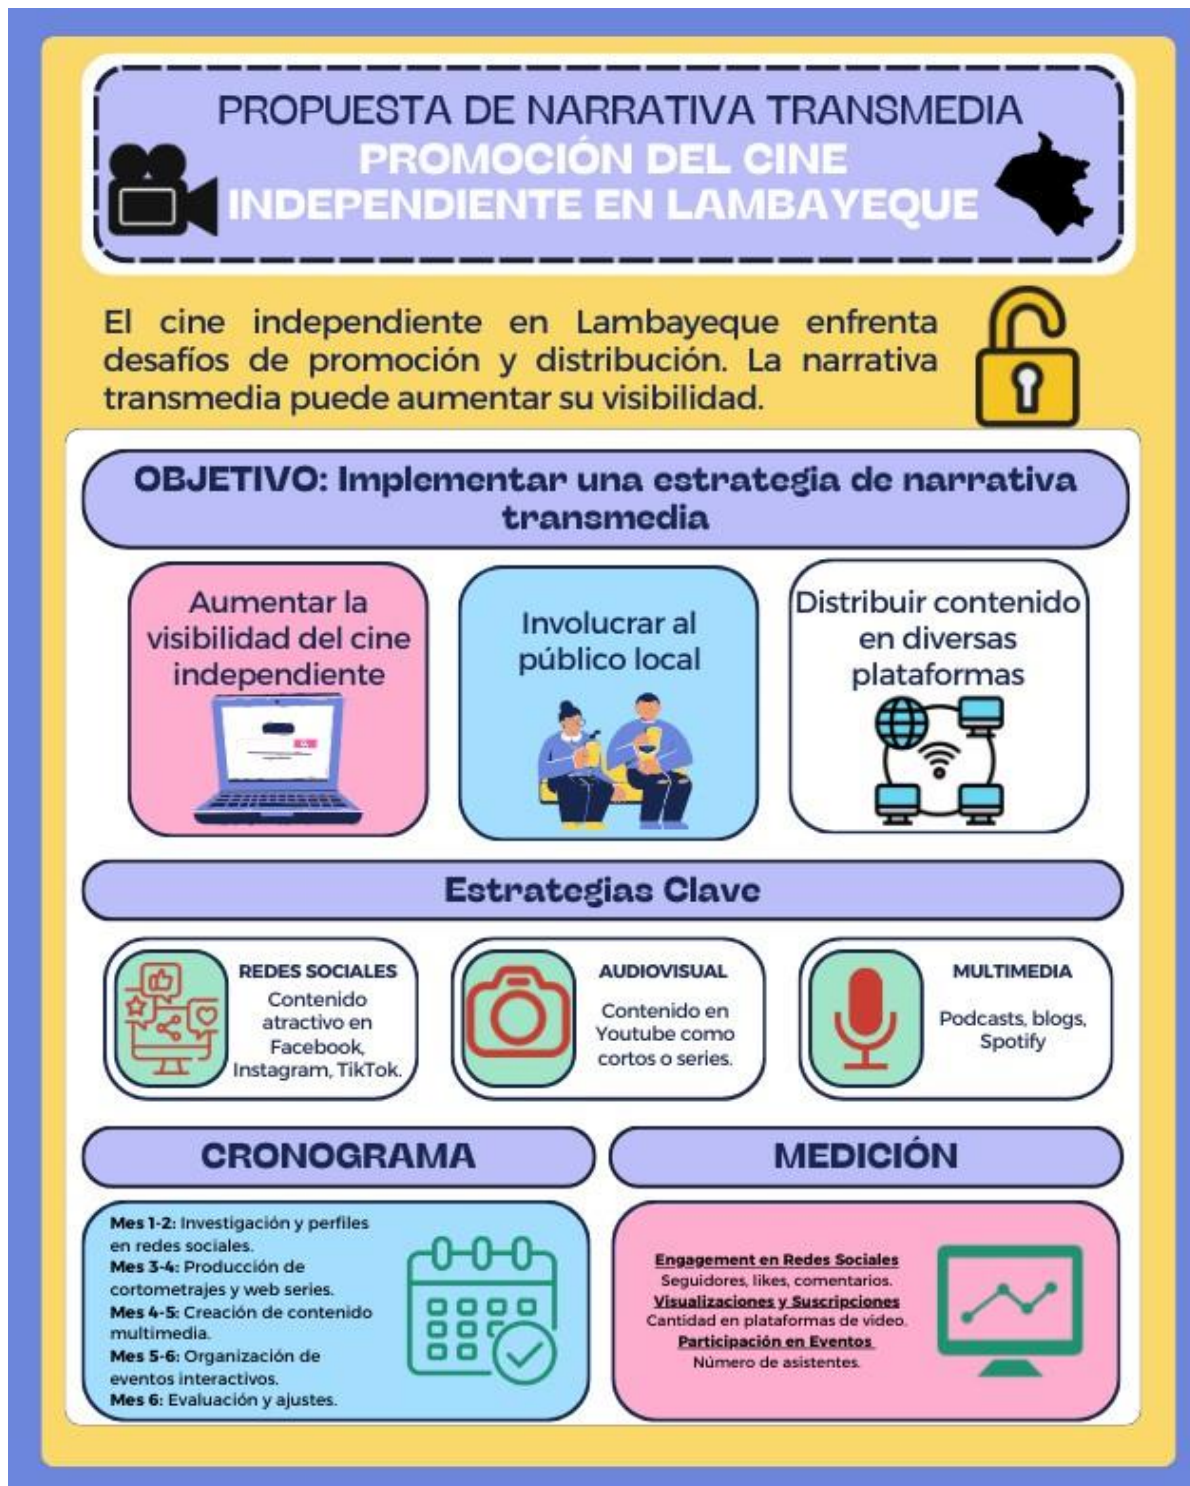 PROPUESTA DE NARRATIVA TRANSMEDIA
PROMOCIÓN DEL CINE
INDEPENDIENTE EN LAMBAYEQUE
El cine independiente en Lambayeque enfrenta
desafíos de promoción y distribución. La narrativa
transmedia puede aumentar su visibilidad.
OBJETIVO: Implementar una estrategia de narrativa
transmedia
Aumentar la
visibilidad del cine
independiente
Involucrar al
público local
Distribuir contenido
en diversas
plataformas
Estrategias Clave
REDES SOCIALES
Contenido
atractivo en
Facebook,
Instagram, TikTok.
AUDIOVISUAL
Contenido en
Youtube como
cortos o series.
MULTIMEDIA
Podcasts, blogs,
Spotify
CRONOGRAMA
Mes 1-2: Investigación y perfiles
en redes sociales.
Mes 3-4: Producción de
cortometrajes y web series.
Mes 4-5: Creación de contenido
multimedia.
Mes 5-6: Organización de
eventos interactivos.
Mes 6: Evaluación y ajustes.
MEDICIÓN
Engagement en Redes Sociales
Seguidores, likes, comentarios.
Visualizaciones y Suscripciones
Cantidad en plataformas de video.
Participación en Eventos
Número de asistentes.